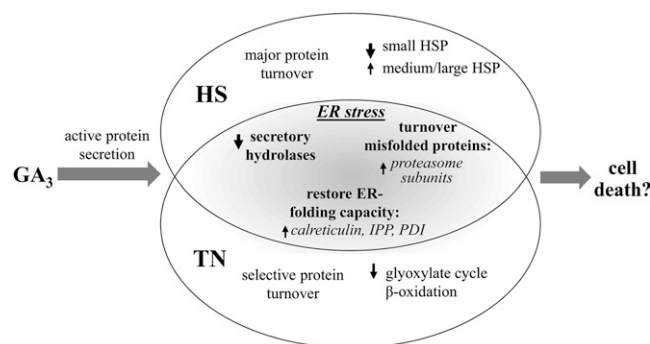 major protein
turnover
↓ small HSP
↑ medium/large HSP
HS
ER stress
active protein
secretion
GA3
↓ secretory
hydrolases
turnover
misfolded proteins:
↑ proteasome
subunits
restore ER-
folding capacity:
↑ calreticulin, IPP, PDI
cell
death?
TN
selective protein
turnover
↓ glyoxylate cycle
β-oxidation